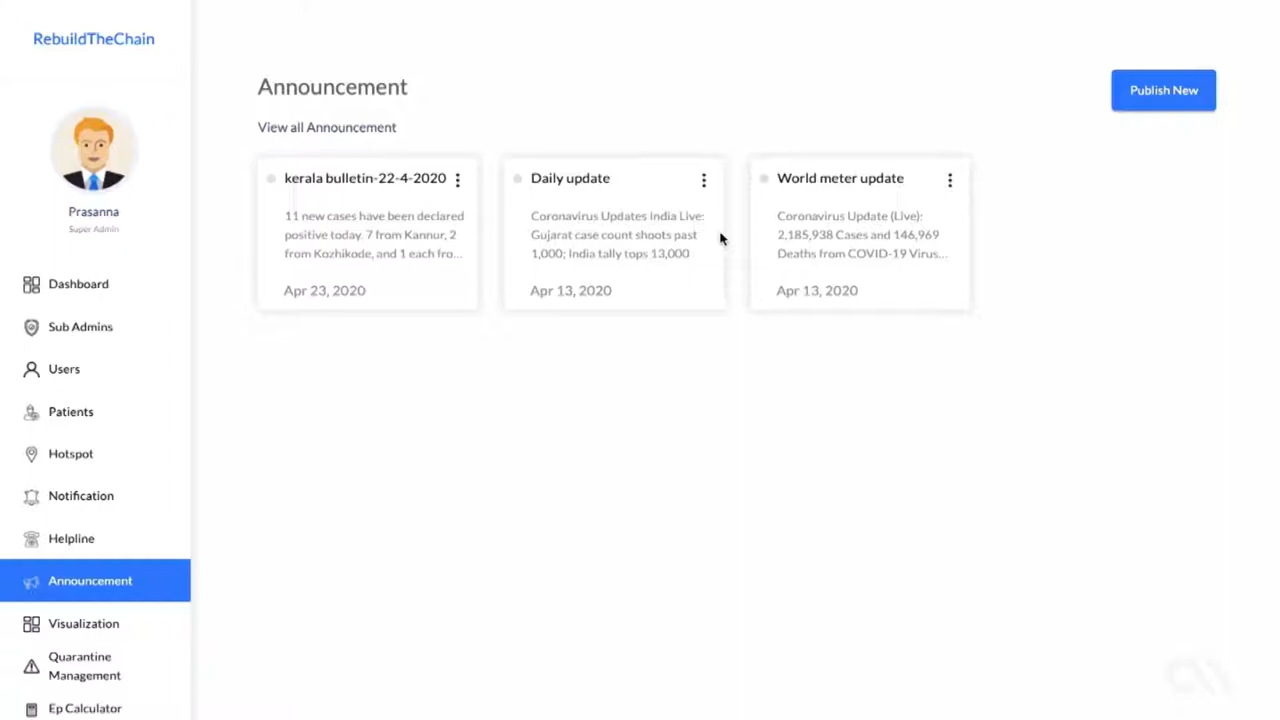 RebuildTheChain
Prasanna
Super Admin
Dashboard
Sub Admins
Users
Patients
Hotspot
Notification
Helpline
Announcement
Visualization
Quarantine
Management
Ep Calculator
Announcement
Publish New
View all Announcement
kerala bulletin-22-4-2020
11 new cases have been declared
positive today. 7 from Kannur, 2
from Kozhikode, and 1 each fro...
Apr 23, 2020
Daily update
Coronavirus Updates India Live:
Gujarat case count shoots past
1,000; India tally tops 13,000
Apr 13, 2020
World meter update
Coronavirus Update (Live):
2,185,938 Cases and 146,969
Deaths from COVID-19 Virus...
Apr 13, 2020